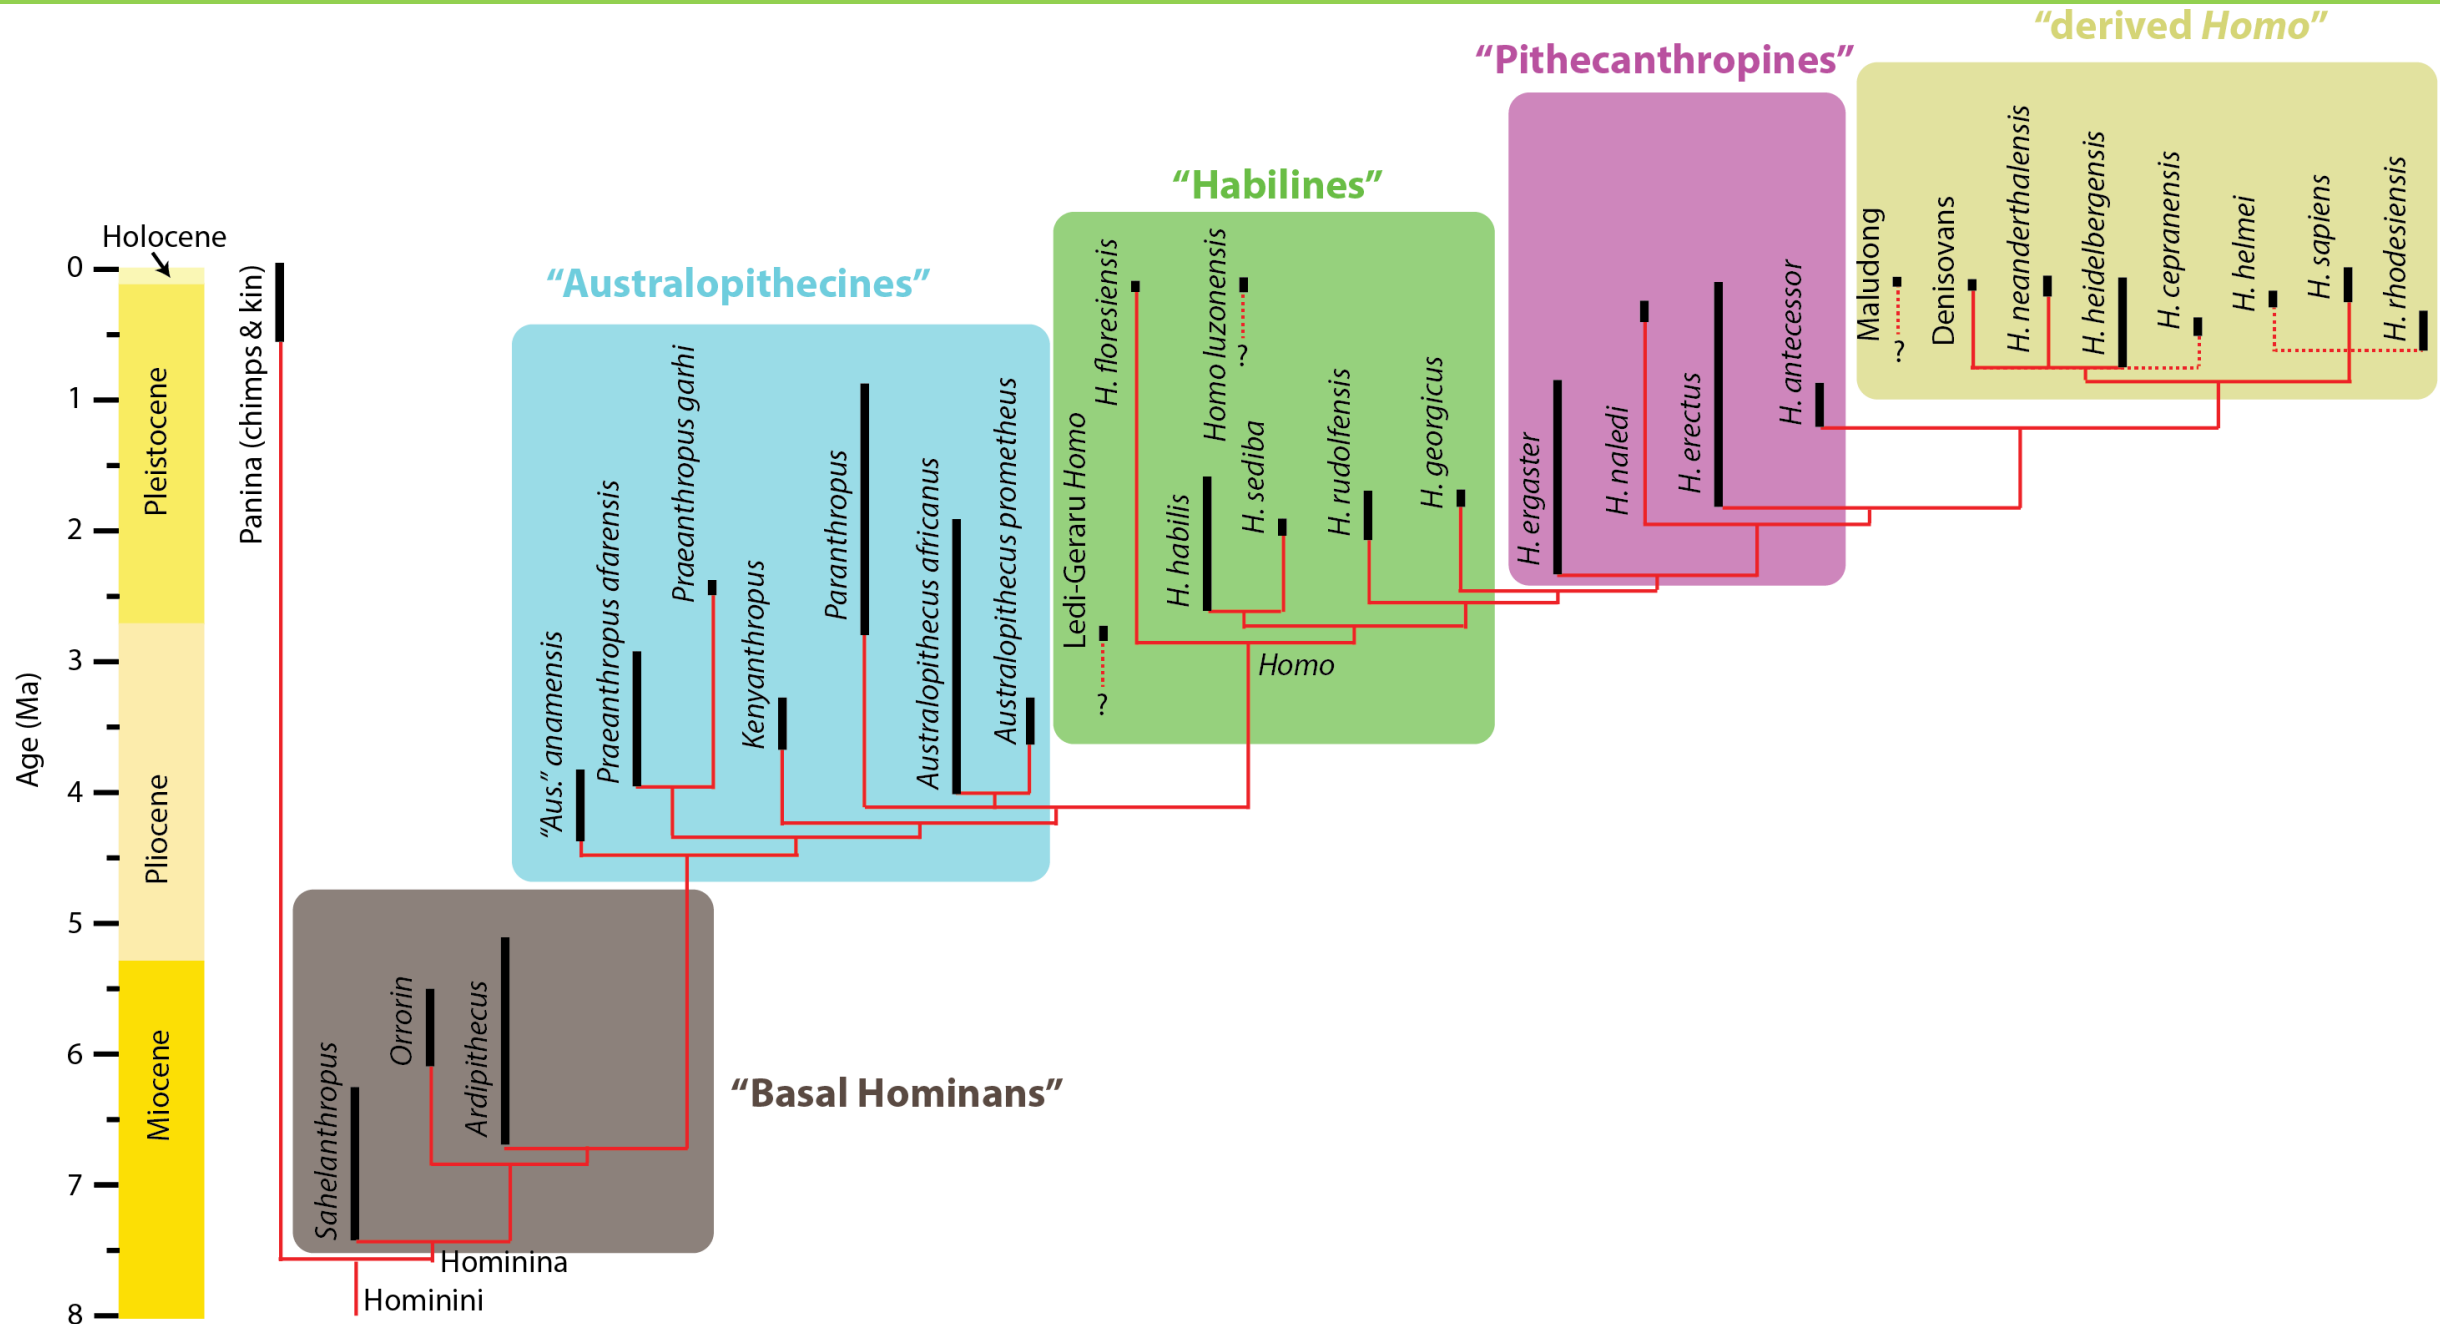 “derived Homo”
“Pithecanthropines”
“Habilines”
“Australopithecines”
“Basal Hominans”
Holocene
Pleistocene
Pliocene
Miocene
Age (Ma)
0
1
2
3
4
5
6
7
8
Panina (chimps & kin)
Sahelanthropus
Orrorin
Ardipithecus
Hominina
Hominini
“Aus.” anamensis
Praeanthropus afarensis
Praeanthropus garhi
Kenyanthropus
Paranthropus
Australopithecus africanus
Australopithecus prometheus
Ledi-Geraru Homo
?
H. floresiensis
H. habilis
Homo luzonensis
?
H. sediba
H. rudolfensis
H. georgicus
Homo
H. ergaster
H. naledi
H. erectus
H. antecessor
Maludong
?
Denisovans
H. neanderthalensis
H. heidelbergensis
H. cepranensis
H. helmei
H. sapiens
H. rhodesiensis